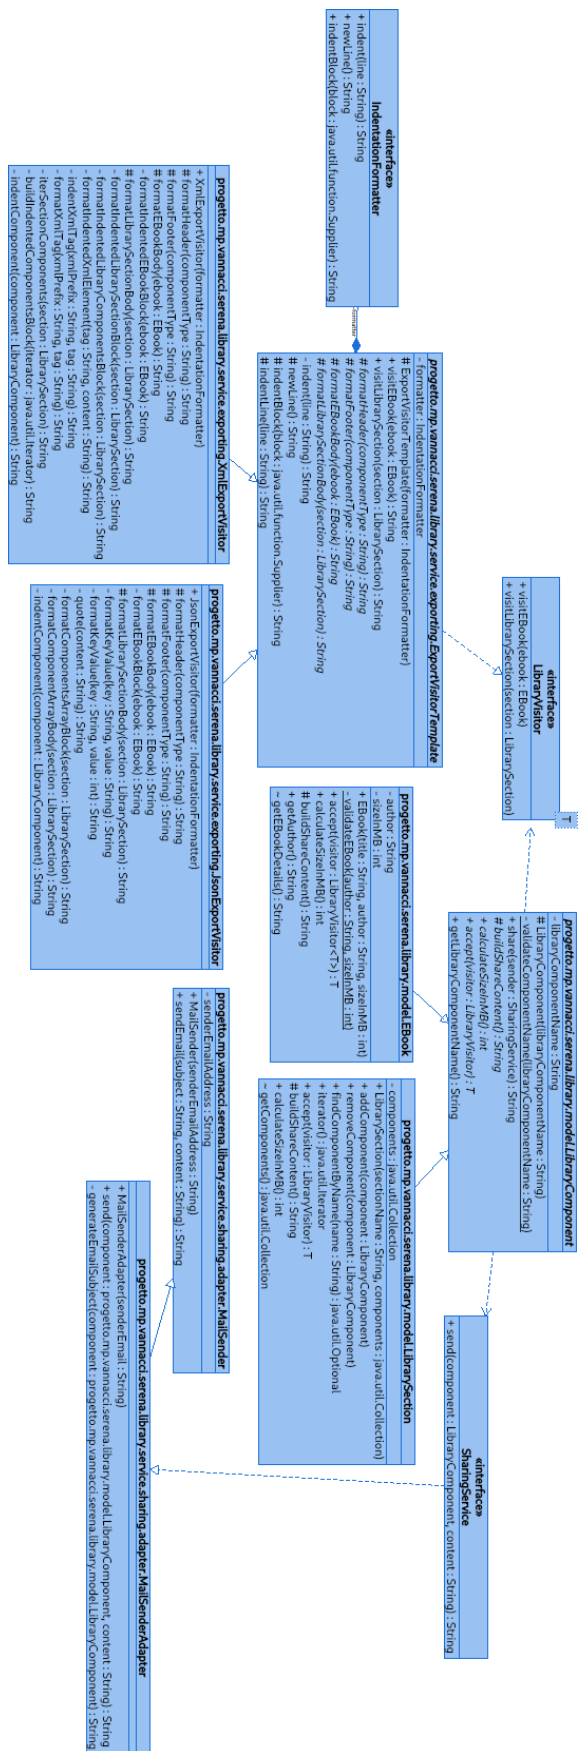 «interface»
IndentationFormatter
+ indent(line : String) : String
+ newLine() : String
+ indentBlock(block : java.util.function.Supplier) : String
-formatter
«interface»
LibraryVisitor
T
+ visitEBook(ebook : EBook)
+ visitLibrarySection(section : LibrarySection)
progetto.mp.vannacci.serena.library.service.exporting.ExportVisitorTemplate
- formatter : IndentationFormatter
# ExportVisitorTemplate(formatter : IndentationFormatter)
+ visitEBook(ebook : EBook) : String
+ visitLibrarySection(section : LibrarySection) : String
# formatHeader(componentType : String) : String
# formatFooter(componentType : String) : String
# formatEBookBody(ebook : EBook) : String
# formatLibrarySectionBody(section : LibrarySection) : String
- indent(line : String) : String
# newLine() : String
# indentBlock(block : java.util.function.Supplier) : String
# indentLine(line : String) : String
progetto.mp.vannacci.serena.library.service.exporting.XmlExportVisitor
+ XmlExportVisitor(formatter : IndentationFormatter)
# formatHeader(componentType : String) : String
# formatFooter(componentType : String) : String
# formatEBookBody(ebook : EBook) : String
- formatIndentedEBookBlock(ebook : EBook) : String
# formatLibrarySectionBody(section : LibrarySection) : String
- formatIndentedLibrarySectionBlock(section : LibrarySection) : String
- formatIndentedLibraryComponentsBlock(section : LibrarySection) : String
- formatIndentedXmlElement(tag : String, content : String) : String
- indentXmlTag(xmlPrefix : String, tag : String) : String
- formatXmlTag(xmlPrefix : String, tag : String) : String
- iterSectionComponents(section : LibrarySection) : String
- buildIndentedComponentsBlock(iterator : java.util.Iterator) : String
- indentComponent(component : LibraryComponent) : String
progetto.mp.vannacci.serena.library.service.exporting.JsonExportVisitor
+ JsonExportVisitor(formatter : IndentationFormatter)
# formatHeader(componentType : String) : String
# formatFooter(componentType : String) : String
# formatEBookBody(ebook : EBook) : String
- formatEBookBlock(ebook : EBook) : String
# formatLibrarySectionBody(section : LibrarySection) : String
- formatKeyValue(key : String, value : String) : String
- formatKeyValue(key : String, value : int) : String
- quote(content : String) : String
- formatComponentsArrayBlock(section : LibrarySection) : String
- formatComponentArrayBody(section : LibrarySection) : String
- indentComponent(component : LibraryComponent) : String
progetto.mp.vannacci.serena.library.model.LibraryComponent
- libraryComponentName : String
# LibraryComponent(libraryComponentName : String)
- validateComponentName(libraryComponentName : String)
+ share(sender : SharingService) : String
# buildShareContent() : String
+ calculateSizeInMB() : int
+ accept(visitor : LibraryVisitor) : T
+ getLibraryComponentName() : String
progetto.mp.vannacci.serena.library.model.EBook
- author : String
- sizeInMB : int
+ EBook(title : String, author : String, sizeInMB : int)
- validateEBook(author : String, sizeInMB : int)
+ accept(visitor : LibraryVisitor<T>) : T
+ calculateSizeInMB() : int
# buildShareContent() : String
+ getAuthor() : String
~ getEBookDetails() : String
progetto.mp.vannacci.serena.library.model.LibrarySection
- components : java.util.Collection
+ LibrarySection(sectionName : String, components : java.util.Collection)
+ addComponent(component : LibraryComponent)
+ removeComponent(component : LibraryComponent)
+ findComponentByName(name : String) : java.util.Optional
+ iterator() : java.util.Iterator
+ accept(visitor : LibraryVisitor) : T
# buildShareContent() : String
+ calculateSizeInMB() : int
~ getComponents() : java.util.Collection
«interface»
SharingService
+ send(component : LibraryComponent, content : String) : String
progetto.mp.vannacci.serena.library.service.sharing.adapter.MailSender
- senderEmailAddress : String
+ MailSender(senderEmailAddress : String)
+ sendEmail(subject : String, content : String) : String
progetto.mp.vannacci.serena.library.service.sharing.adapter.MailSenderAdapter
+ MailSenderAdapter(senderEmail : String)
+ send(component : progetto.mp.vannacci.serena.library.model.LibraryComponent, content : String) : String
- generateEmailSubject(component : progetto.mp.vannacci.serena.library.model.LibraryComponent) : String